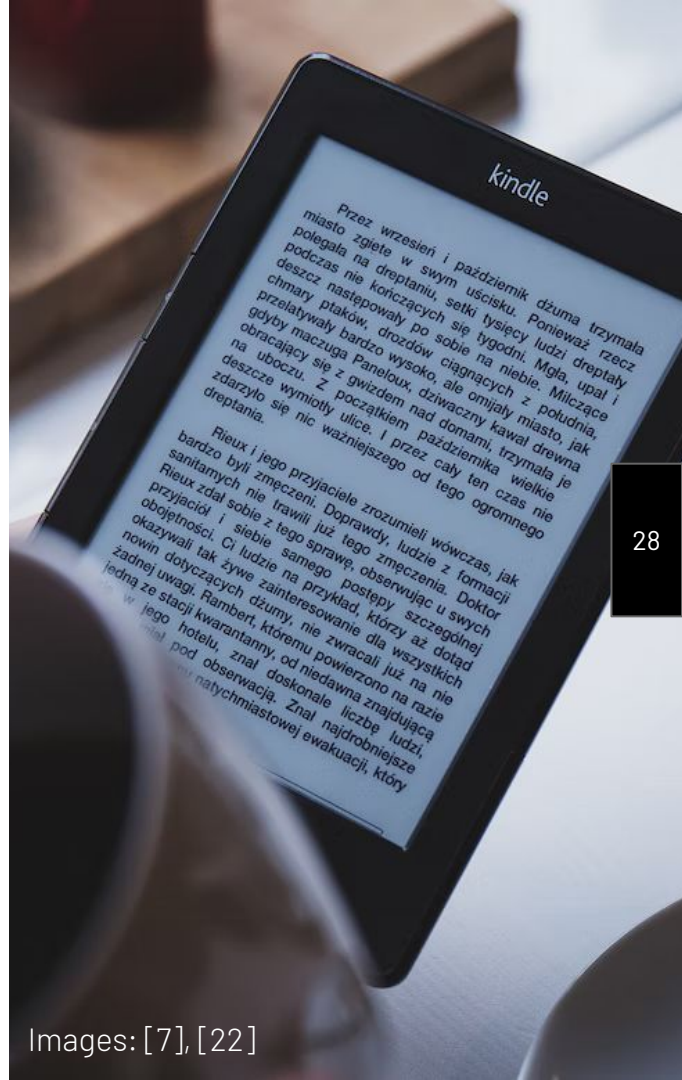 kindle
Przez wrzesień i październik dżuma trzymała
miasto zgięte w swym uścisku. Ponieważ rzecz
polegała na dreptaniu, setki tysięcy ludzi dreptały
podczas nie kończących się tygodni. Mgła, upał i
deszcz następowały po sobie na niebie. Milczące
chmary ptaków, drozdów ciągnących z południa,
przelatywały bardzo wysoko, ale omijały miasto, jak
gdyby maczuga Paneloux, dziwaczny kawał drewna
obracający się z gwizdem nad domami, trzymała je
na uboczu. Z początkiem października wielkie
deszcze wymiotły ulice. I przez cały ten czas nie
zdarzyło się nic ważniejszego od tego ogromnego
dreptania.
Rieux i jego przyjaciele zrozumieli wówczas, jak
bardzo byli zmęczeni. Doprawdy, ludzie z formacji
sanitarnych nie trawili już tego zmęczenia. Doktor
Rieux zdał sobie z tego sprawę, obserwując u swych
przyjaciół i siebie samego postępy szczególnej
obojętności. Ci ludzie na przykład, którzy aż dotąd
okazywali tak żywe zainteresowanie dla wszystkich
nowin dotyczących dżumy, nie zwracali już na nie
żadnej uwagi. Rambert, któremu powierzono na razie
jedną ze stacji kwarantanny, od niedawna znajdującą
się w jego hotelu, znał doskonale liczbę ludzi,
pod obserwacją. Znał najdrobniejsze
natychmiastowej ewakuacji, który
28
Images: [7], [22]